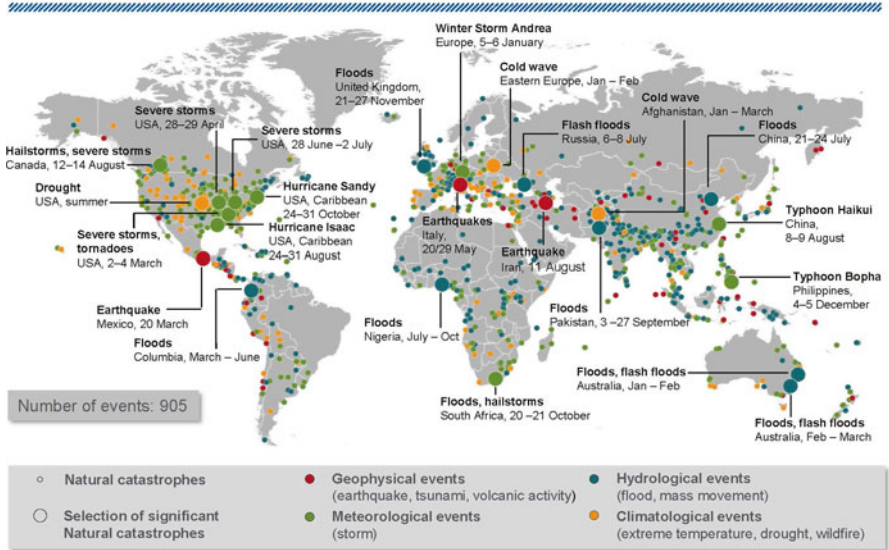 Winter Storm Andrea
Europe, 5–6 January
Floods
United Kingdom,
21–27 November
Cold wave
Eastern Europe, Jan – Feb
Cold wave
Afghanistan, Jan – March
Severe storms
USA, 28–29 April
Severe storms
USA, 28 June –2 July
Flash floods
Russia, 6–8 July
Floods
China, 21–24 July
Hailstorms, severe storms
Canada, 12–14 August
Drought
USA, summer
Hurricane Sandy
USA, Caribbean
24–31 October
Hurricane Isaac
USA, Caribbean
24–31 August
Severe storms,
tornadoes
USA, 2–4 March
Earthquakes
Italy,
20/29 May
Earthquake
Iran, 11 August
Typhoon Haikui
China,
8–9 August
Typhoon Bopha
Philippines,
4–5 December
Earthquake
Mexico, 20 March
Floods
Columbia, March – June
Floods
Nigeria, July – Oct
Floods
Pakistan, 3 –27 September
Floods, flash floods
Australia, Jan – Feb
Floods, hailstorms
South Africa, 20 –21 October
Floods, flash floods
Australia, Feb – March
Number of events: 905
Natural catastrophes
Selection of significant
Natural catastrophes
Geophysical events
(earthquake, tsunami, volcanic activity)
Meteorological events
(storm)
Hydrological events
(flood, mass movement)
Climatological events
(extreme temperature, drought, wildfire)